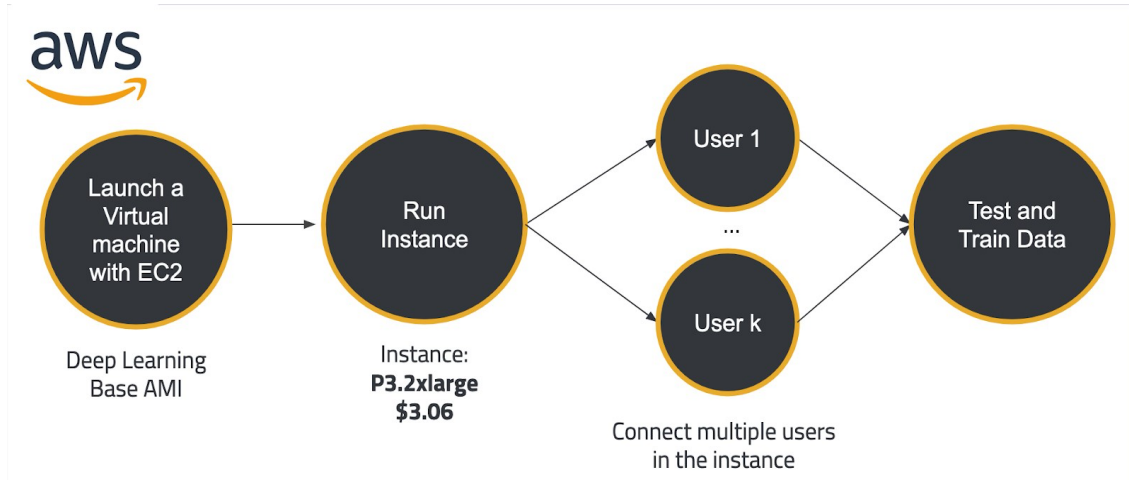 aws
Launch a
Virtual
machine
with EC2
Deep Learning
Base AMI
Run
Instance
Instance:
P3.2xlarge
$3.06
User 1
...
User k
Connect multiple users
in the instance
Test and
Train Data